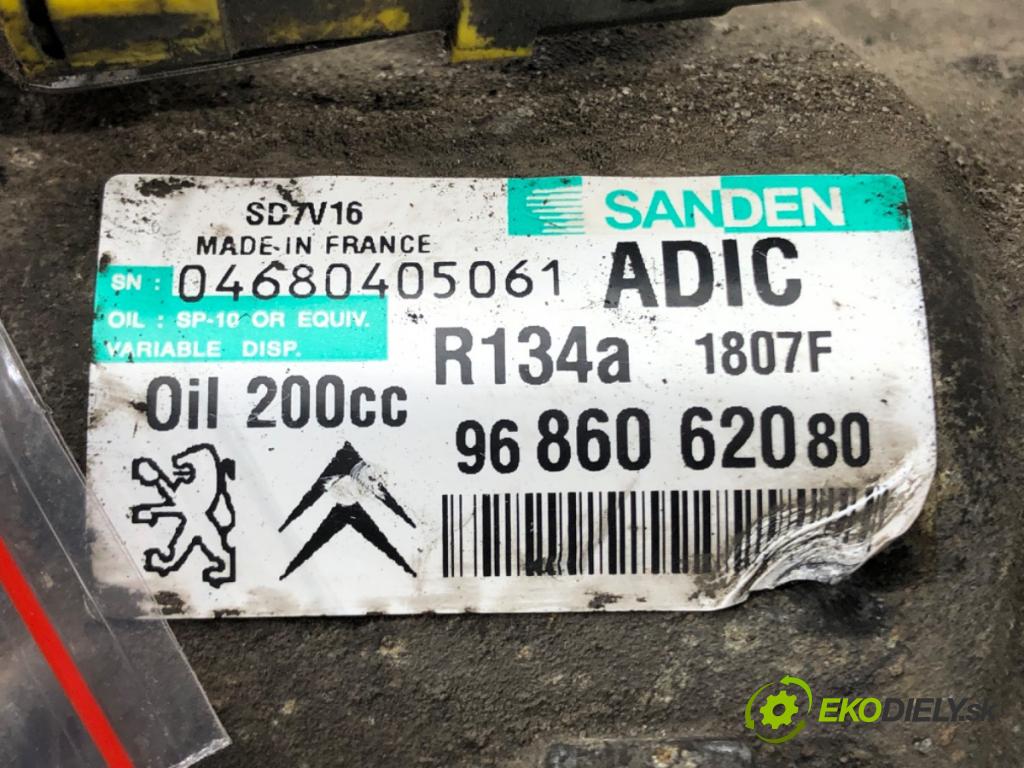 SD7V16
MADE IN FRANCE
SANDEN
SN : 04680405061
ADIC
OIL : SP-10 OR EQUIV.
VARIABLE DISP.
R134a 1807F
Oil 200cc
96 860 620 80
EKODIELY.sk